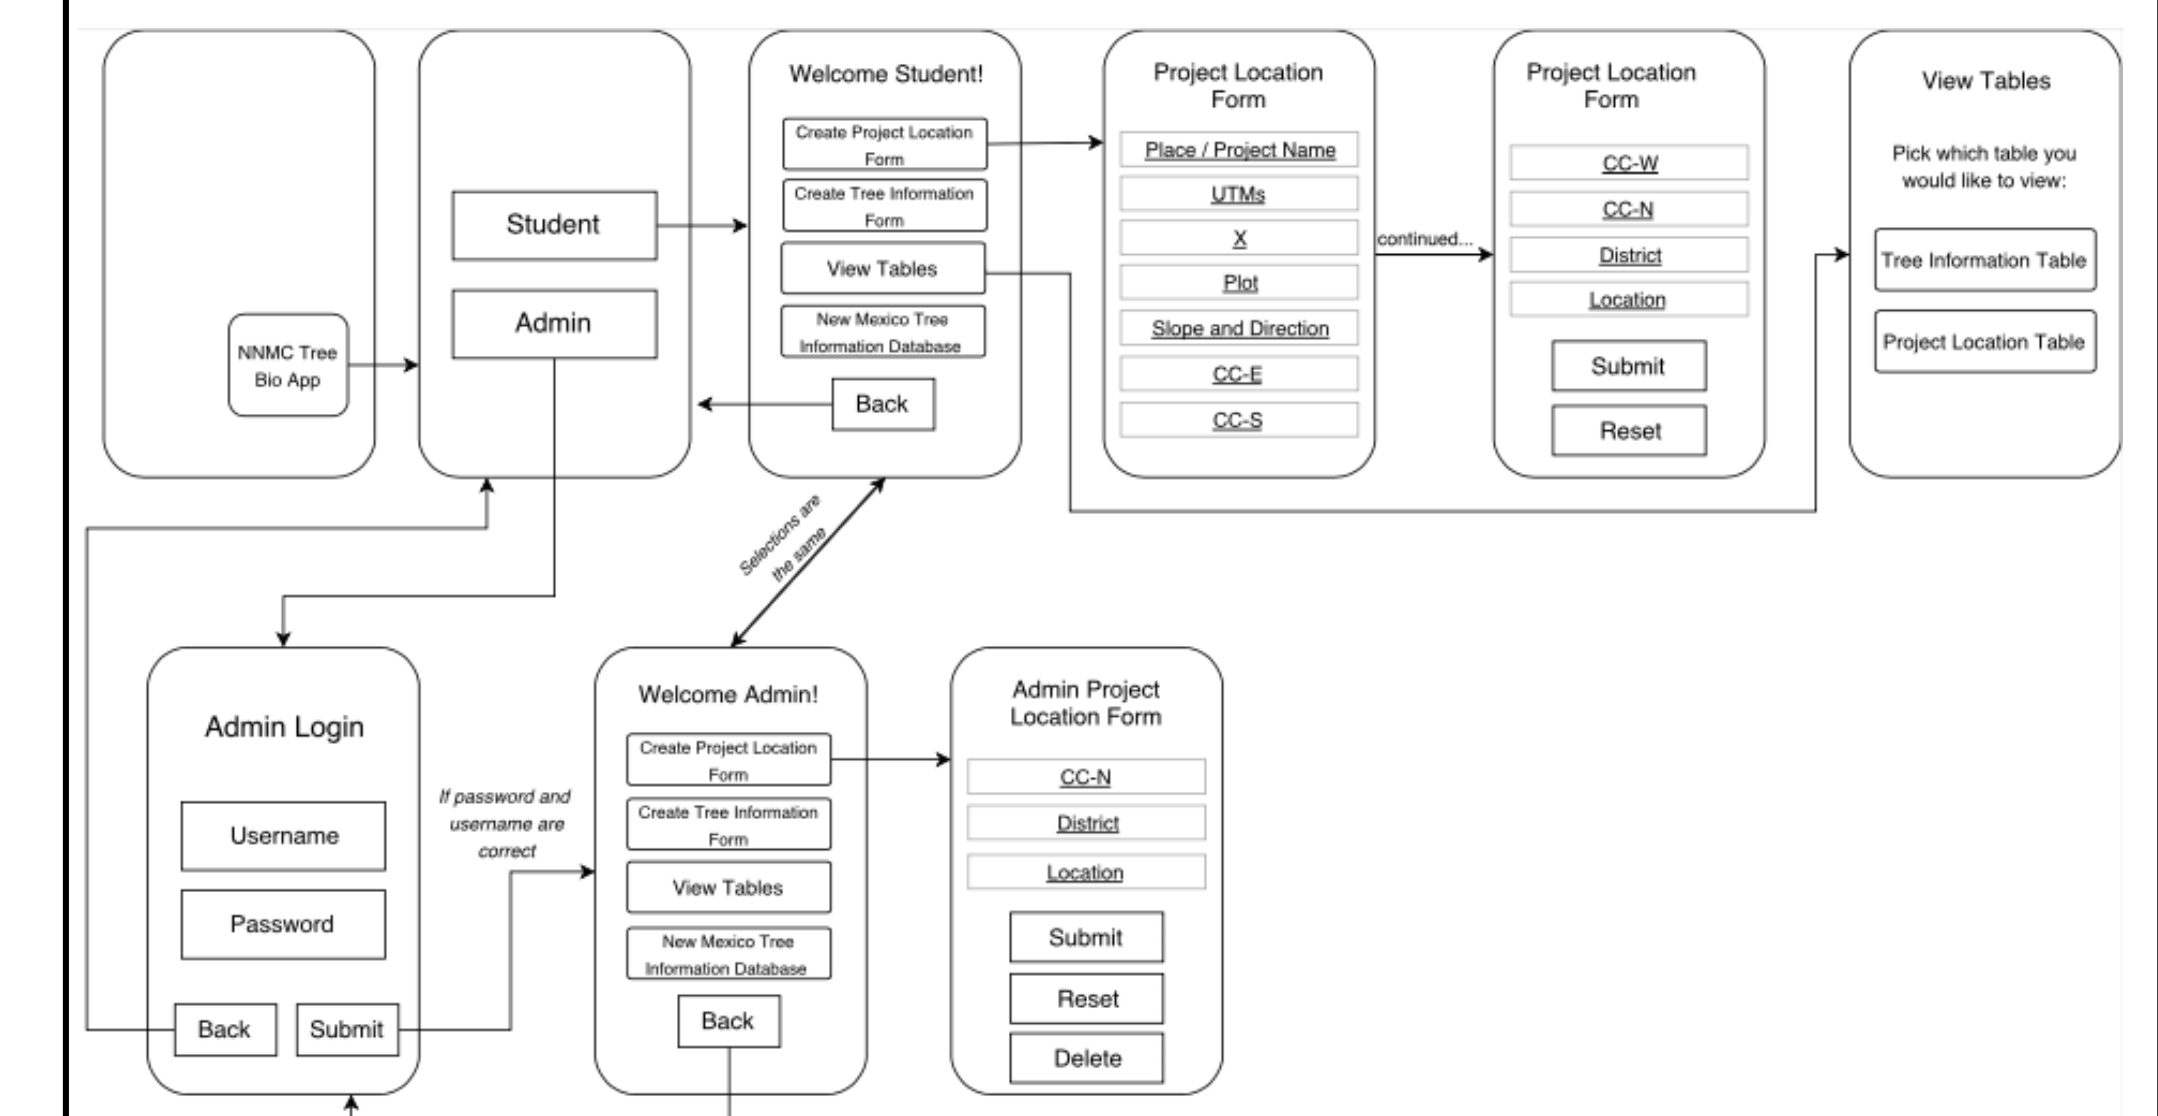 NNMC Tree
Bio App
Student
Admin
Welcome Student!
Create Project Location
Form
Create Tree Information
Form
View Tables
New Mexico Tree
Information Database
Back
Project Location
Form
Place / Project Name
UTMs
X
Plot
Slope and Direction
CC-E
CC-S
continued...
Project Location
Form
CC-W
CC-N
District
Location
Submit
Reset
View Tables
Pick which table you
would like to view:
Tree Information Table
Project Location Table
Selections are
the same
Admin Login
Username
Password
Back
Submit
If password and
username are
correct
Welcome Admin!
Create Project Location
Form
Create Tree Information
Form
View Tables
New Mexico Tree
Information Database
Back
Admin Project
Location Form
CC-N
District
Location
Submit
Reset
Delete